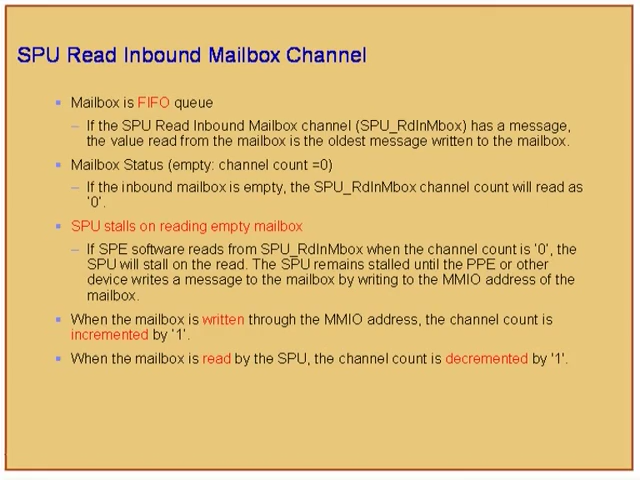 SPU Read Inbound Mailbox Channel
Mailbox is FIFO queue
– If the SPU Read Inbound Mailbox channel (SPU_RdInMbox) has a message,
the value read from the mailbox is the oldest message written to the mailbox.
Mailbox Status (empty: channel count =0)
– If the inbound mailbox is empty, the SPU_RdInMbox channel count will read as
‘0’.
SPU stalls on reading empty mailbox
– If SPE software reads from SPU_RdInMbox when the channel count is ‘0’, the
SPU will stall on the read. The SPU remains stalled until the PPE or other
device writes a message to the mailbox by writing to the MMIO address of the
mailbox.
When the mailbox is written through the MMIO address, the channel count is
incremented by ‘1’.
When the mailbox is read by the SPU, the channel count is decremented by '1'.